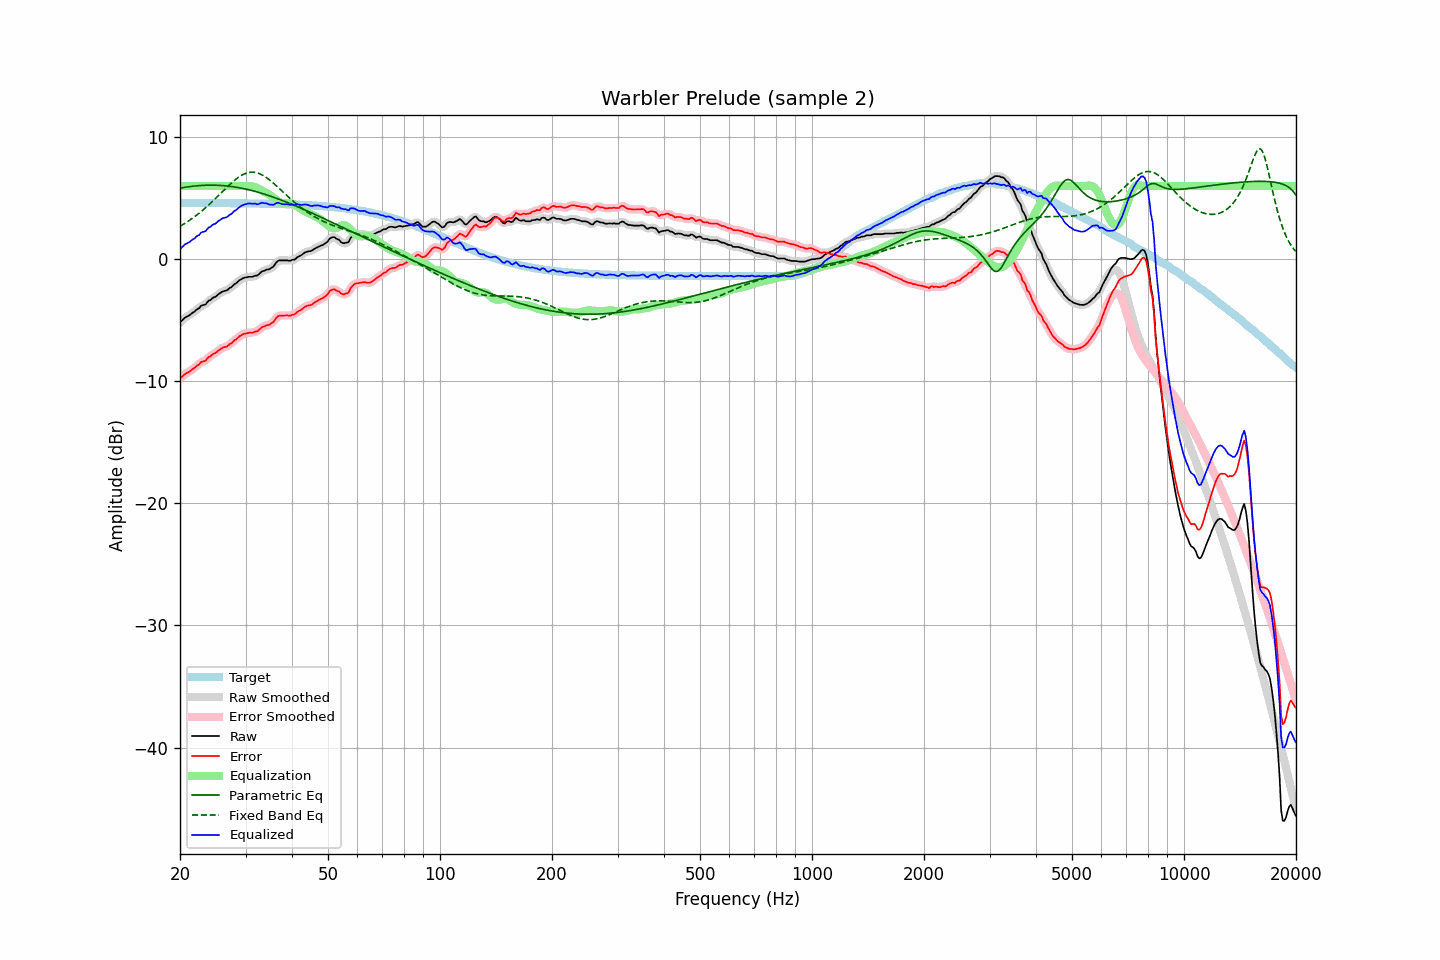 Warbler Prelude (sample 2)
10
0
−10
−20
−30
−40
Amplitude (dBr)
Target
Raw Smoothed
Error Smoothed
Raw
Error
Equalization
Parametric Eq
Fixed Band Eq
Equalized
20
50
100
200
500
1000
2000
5000
10000
20000
Frequency (Hz)